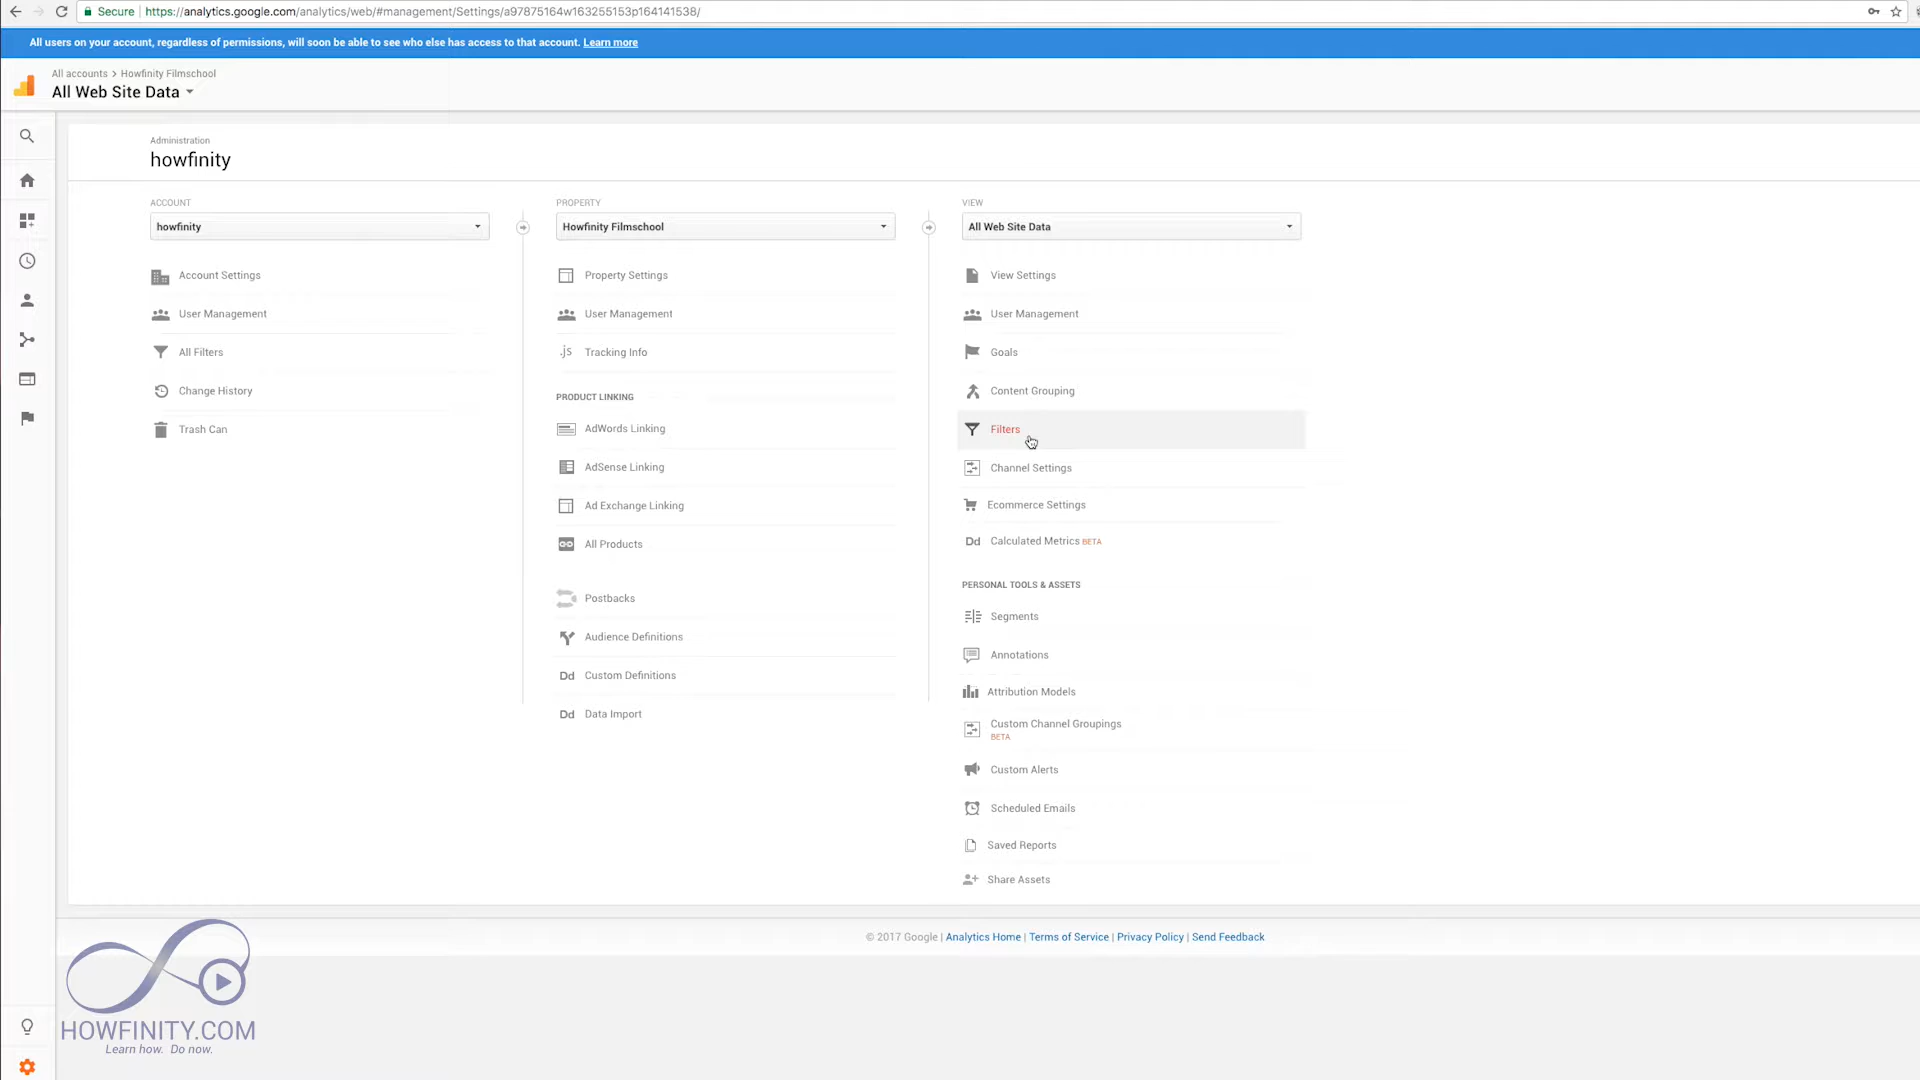 Secure
https://analytics.google.com/analytics/web/#management/Settings/a97875164w163255153p164141538/
All users on your account, regardless of permissions, will soon be able to see who else has access to that account. Learn more
All accounts > Howfinity Filmschool
All Web Site Data
Administration
howfinity
ACCOUNT
howfinity
Account Settings
User Management
All Filters
Change History
Trash Can
PROPERTY
Howfinity Filmschool
Property Settings
User Management
.js Tracking Info
PRODUCT LINKING
AdWords Linking
AdSense Linking
Ad Exchange Linking
All Products
Postbacks
Audience Definitions
Dd Custom Definitions
Dd Data Import
VIEW
All Web Site Data
View Settings
User Management
Goals
Content Grouping
Filters
Channel Settings
Ecommerce Settings
Dd Calculated Metrics BETA
PERSONAL TOOLS & ASSETS
Segments
Annotations
Attribution Models
Custom Channel Groupings
BETA
Custom Alerts
Scheduled Emails
Saved Reports
Share Assets
© 2017 Google | Analytics Home | Terms of Service | Privacy Policy | Send Feedback
HOWFINITY.COM
Learn how. Do now.